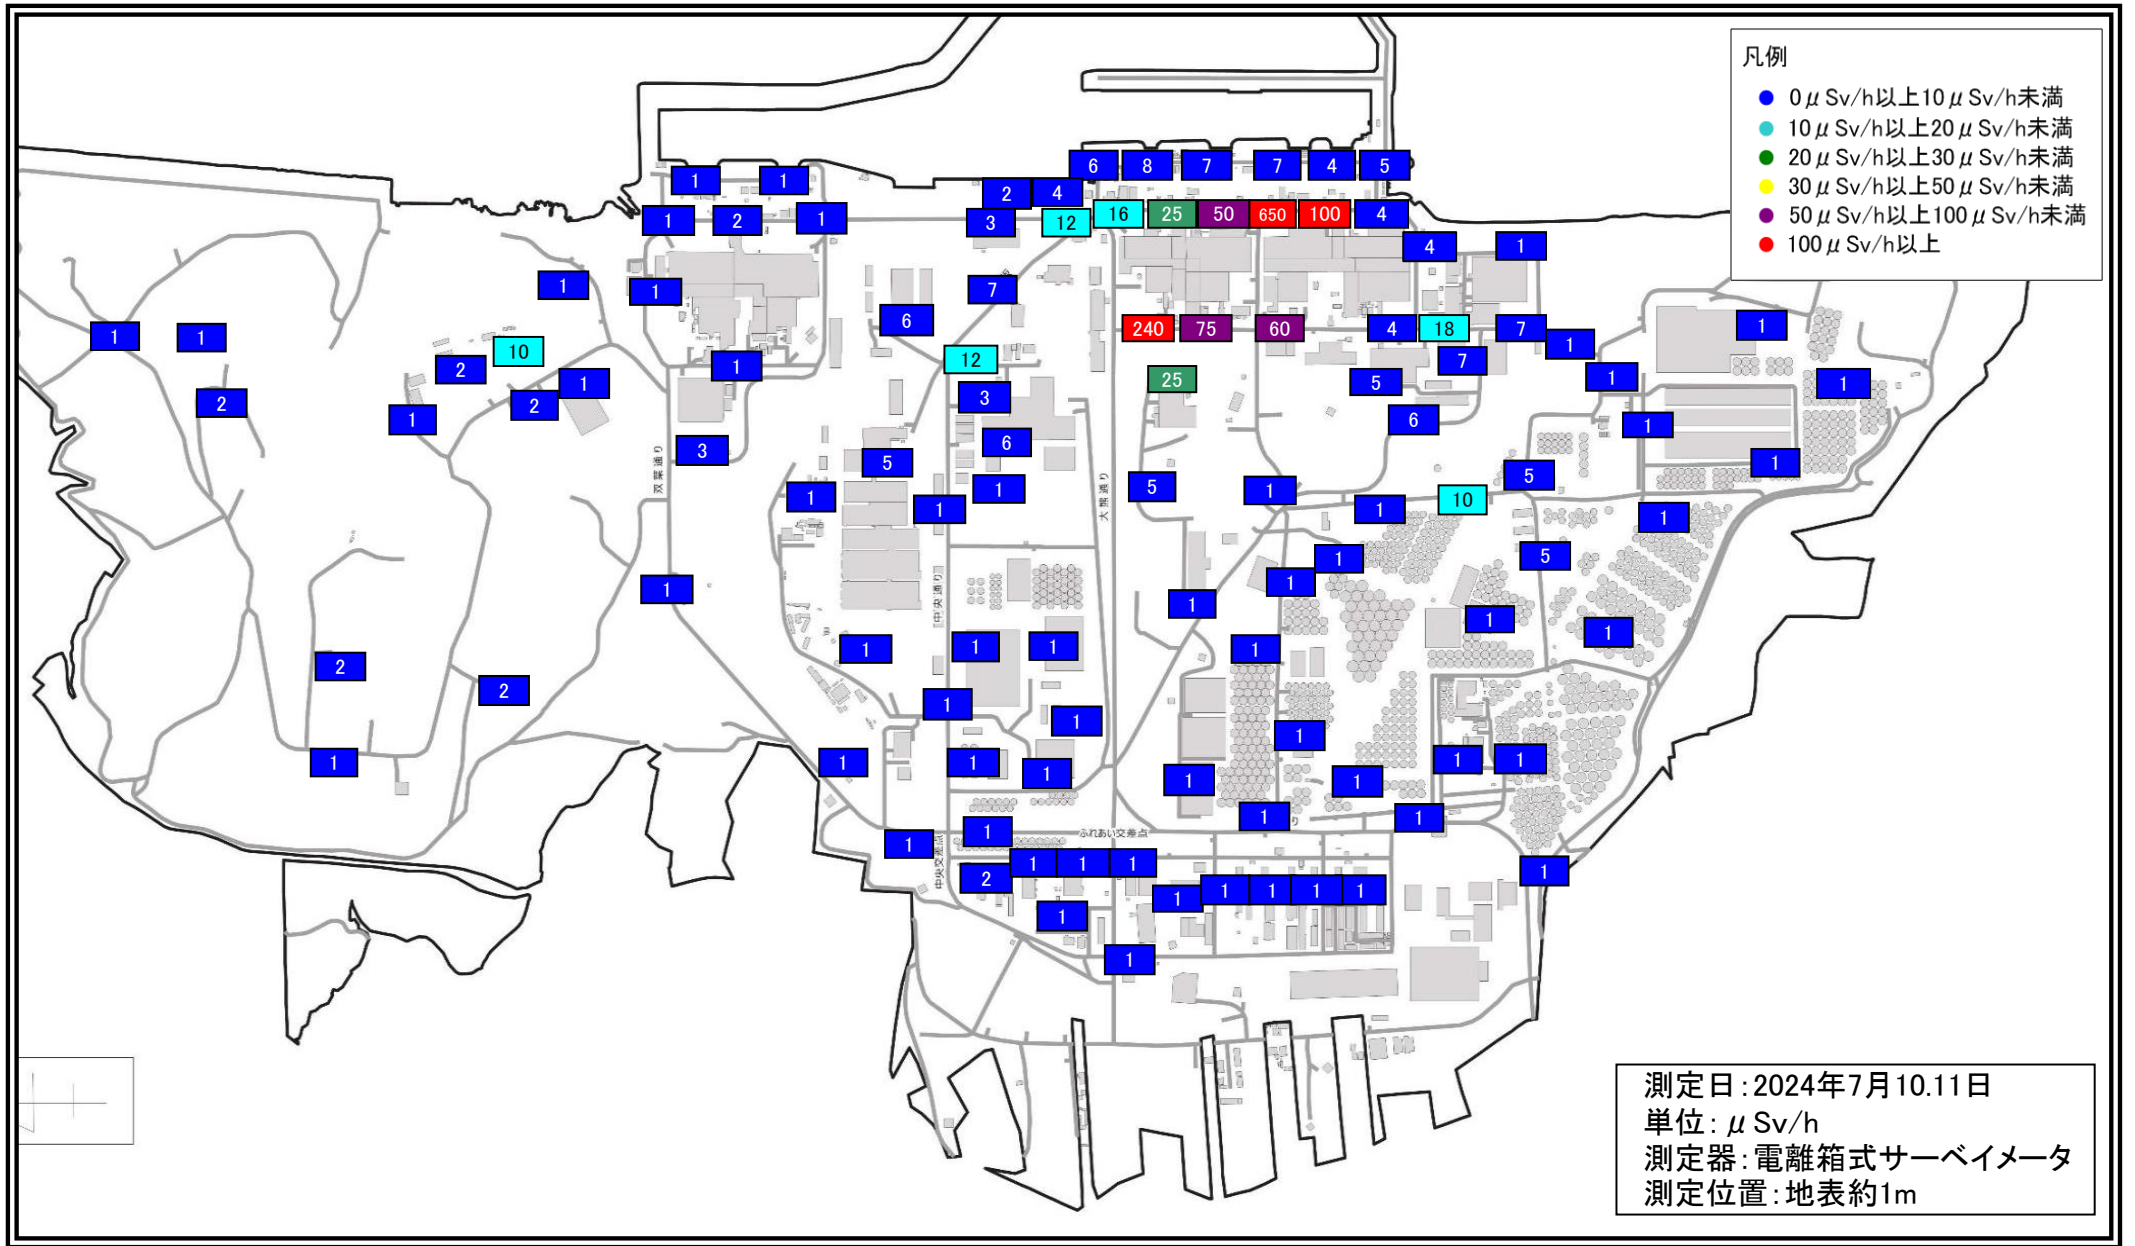 凡例
0μSv/h以上10μSv/h未満
10μSv/h以上20μSv/h未満
20μSv/h以上30μSv/h未満
30μSv/h以上50μSv/h未満
50μSv/h以上100μSv/h未満
100μSv/h以上
6 8 7 7 4 5
1 1 2 4
1 2 1 3 12 16 25 50 650 100 4
4 1
1 1 7
6 240 75 60 4 18 7 1
1 1 10 12 7 1
2 1 1 25 5 1 1
2 1 2 3 6 1
1 3 6 1
双葉通り
5 5 1
1 1 1 5 1 1 10 1
大熊通り
1 5
1 1
1 1
中央通り
1 1
1 1 1 1
2 2
1 1 1
1 1 1 1 1 1 1 1
1 1
り
1 1 ふれあい交差点
中央交差点
2 1 1 1 1
1 1 1 1 1
1
1
測定日:2024年7月10.11日
単位:μSv/h
測定器:電離箱式サーベイメータ
測定位置:地表約1m